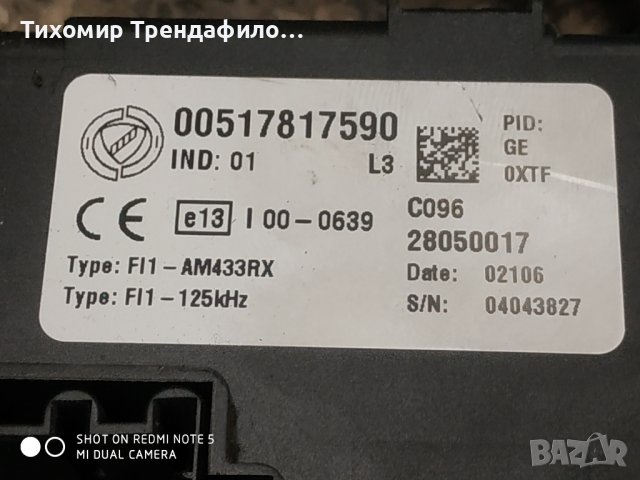 Тихомир Трендафило...
00517817590
IND: 01
L3
PID:
GE
0XTF
CE e13 I 00-0639
C096
28050017
Type: FI1-AM433RX
Date: 02106
Type: FI1-125kHz
S/N: 04043827
SHOT ON REDMI NOTE 5
MI DUAL CAMERA
BAZAR